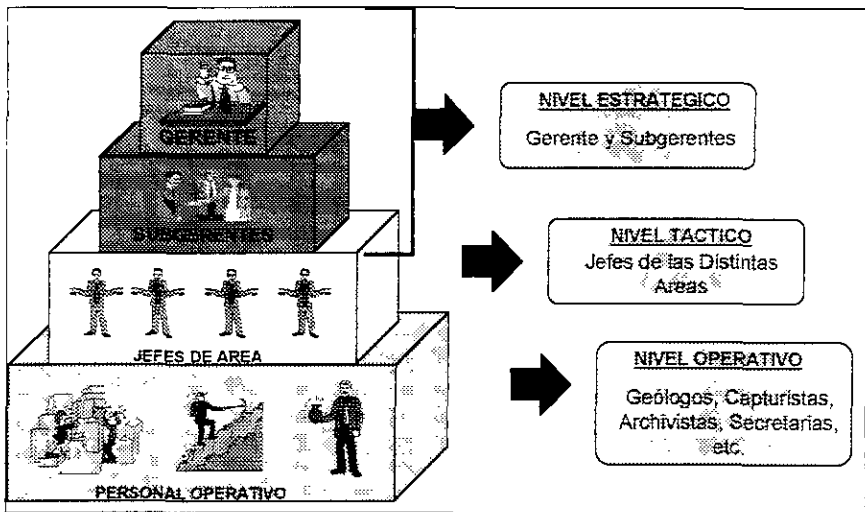 GERENTE
SUBGERENTES
JEFES DE AREA
PERSONAL OPERATIVO
NIVEL ESTRATEGICO
Gerente y Subgerentes
NIVEL TACTICO
Jefes de las Distintas
Areas
NIVEL OPERATIVO
Geólogos, Capturistas,
Archivistas, Secretarias,
etc.